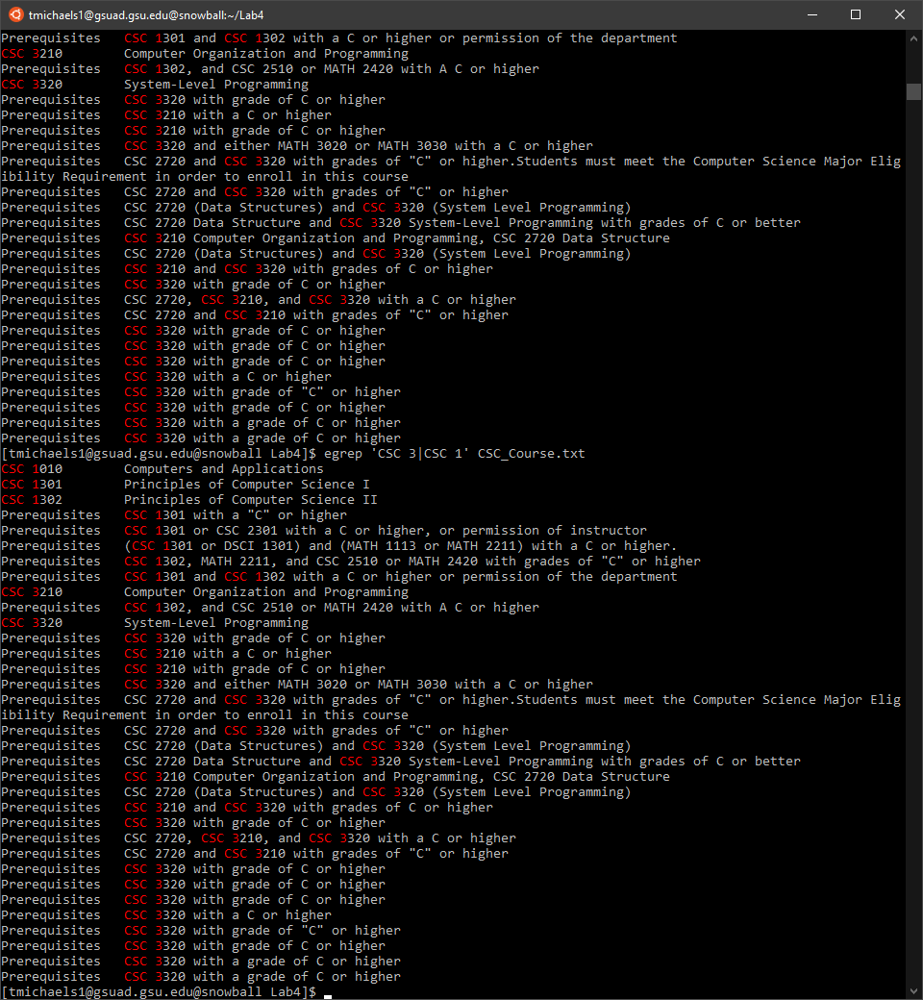 tmichaels1@gsuad.gsu.edu@snowball:~/Lab4
Prerequisites   CSC 1301 and CSC 1302 with a C or higher or permission of the department
CSC 3210        Computer Organization and Programming
Prerequisites   CSC 1302, and CSC 2510 or MATH 2420 with A C or higher
CSC 3320        System-Level Programming
Prerequisites   CSC 3320 with grade of C or higher
Prerequisites   CSC 3210 with a C or higher
Prerequisites   CSC 3210 with grade of C or higher
Prerequisites   CSC 3320 and either MATH 3020 or MATH 3030 with a C or higher
Prerequisites   CSC 2720 and CSC 3320 with grades of "C" or higher.Students must meet the Computer Science Major Elig
ibility Requirement in order to enroll in this course
Prerequisites   CSC 2720 and CSC 3320 with grades of "C" or higher
Prerequisites   CSC 2720 (Data Structures) and CSC 3320 (System Level Programming)
Prerequisites   CSC 2720 Data Structure and CSC 3320 System-Level Programming with grades of C or better
Prerequisites   CSC 3210 Computer Organization and Programming, CSC 2720 Data Structure
Prerequisites   CSC 2720 (Data Structures) and CSC 3320 (System Level Programming)
Prerequisites   CSC 3210 and CSC 3320 with grades of C or higher
Prerequisites   CSC 3320 with grade of C or higher
Prerequisites   CSC 2720, CSC 3210, and CSC 3320 with a C or higher
Prerequisites   CSC 2720 and CSC 3210 with grades of "C" or higher
Prerequisites   CSC 3320 with grade of C or higher
Prerequisites   CSC 3320 with grade of C or higher
Prerequisites   CSC 3320 with grade of C or higher
Prerequisites   CSC 3320 with a C or higher
Prerequisites   CSC 3320 with grade of "C" or higher
Prerequisites   CSC 3320 with grade of C or higher
Prerequisites   CSC 3320 with a grade of C or higher
Prerequisites   CSC 3320 with a grade of C or higher
[tmichaels1@gsuad.gsu.edu@snowball Lab4]$ egrep 'CSC 3|CSC 1' CSC_Course.txt
CSC 1010        Computers and Applications
CSC 1301        Principles of Computer Science I
CSC 1302        Principles of Computer Science II
Prerequisites   CSC 1301 with a "C" or higher
Prerequisites   CSC 1301 or CSC 2301 with a C or higher, or permission of instructor
Prerequisites   (CSC 1301 or DSCI 1301) and (MATH 1113 or MATH 2211) with a C or higher.
Prerequisites   CSC 1302, MATH 2211, and CSC 2510 or MATH 2420 with grades of "C" or higher
Prerequisites   CSC 1301 and CSC 1302 with a C or higher or permission of the department
CSC 3210        Computer Organization and Programming
Prerequisites   CSC 1302, and CSC 2510 or MATH 2420 with A C or higher
CSC 3320        System-Level Programming
Prerequisites   CSC 3320 with grade of C or higher
Prerequisites   CSC 3210 with a C or higher
Prerequisites   CSC 3210 with grade of C or higher
Prerequisites   CSC 3320 and either MATH 3020 or MATH 3030 with a C or higher
Prerequisites   CSC 2720 and CSC 3320 with grades of "C" or higher.Students must meet the Computer Science Major Elig
ibility Requirement in order to enroll in this course
Prerequisites   CSC 2720 and CSC 3320 with grades of "C" or higher
Prerequisites   CSC 2720 (Data Structures) and CSC 3320 (System Level Programming)
Prerequisites   CSC 2720 Data Structure and CSC 3320 System-Level Programming with grades of C or better
Prerequisites   CSC 3210 Computer Organization and Programming, CSC 2720 Data Structure
Prerequisites   CSC 2720 (Data Structures) and CSC 3320 (System Level Programming)
Prerequisites   CSC 3210 and CSC 3320 with grades of C or higher
Prerequisites   CSC 3320 with grade of C or higher
Prerequisites   CSC 2720, CSC 3210, and CSC 3320 with a C or higher
Prerequisites   CSC 2720 and CSC 3210 with grades of "C" or higher
Prerequisites   CSC 3320 with grade of C or higher
Prerequisites   CSC 3320 with grade of C or higher
Prerequisites   CSC 3320 with grade of C or higher
Prerequisites   CSC 3320 with a C or higher
Prerequisites   CSC 3320 with grade of "C" or higher
Prerequisites   CSC 3320 with grade of C or higher
Prerequisites   CSC 3320 with a grade of C or higher
Prerequisites   CSC 3320 with a grade of C or higher
[tmichaels1@gsuad.gsu.edu@snowball Lab4]$